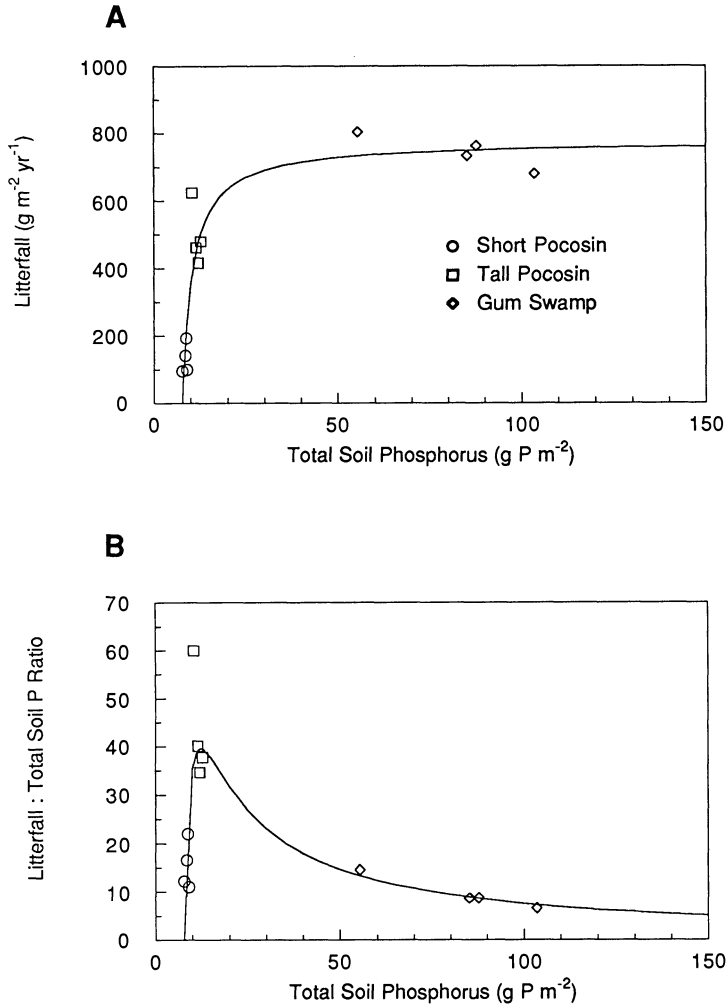 A
1000
800
600
400
200
0
Litterfall (g m⁻² yr⁻¹)
Short Pocosin
Tall Pocosin
Gum Swamp
0 50 100 150
Total Soil Phosphorus (g P m⁻²)
B
70
60
50
40
30
20
10
0
Litterfall : Total Soil P Ratio
0 50 100 150
Total Soil Phosphorus (g P m⁻²)